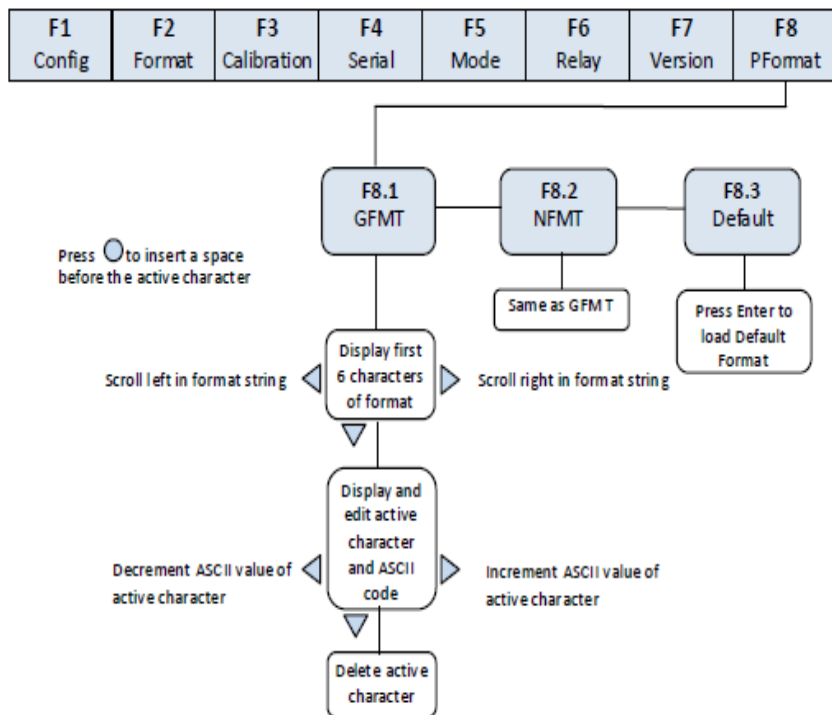 F1 F2 F3 F4 F5 F6 F7 F8
Config Format Calibration Serial Mode Relay Version PFormat
F8.1
GFMT
F8.2
NFMT
F8.3
Default
Press to insert a space
before the active character
Same as GFMT
Press Enter to
load Default
Format
Scroll left in format string
Display first
6 characters
of format
Scroll right in format string
Display and
edit active
character
and ASCII
code
Decrement ASCII value of
active character
Increment ASCII value of
active character
Delete active
character